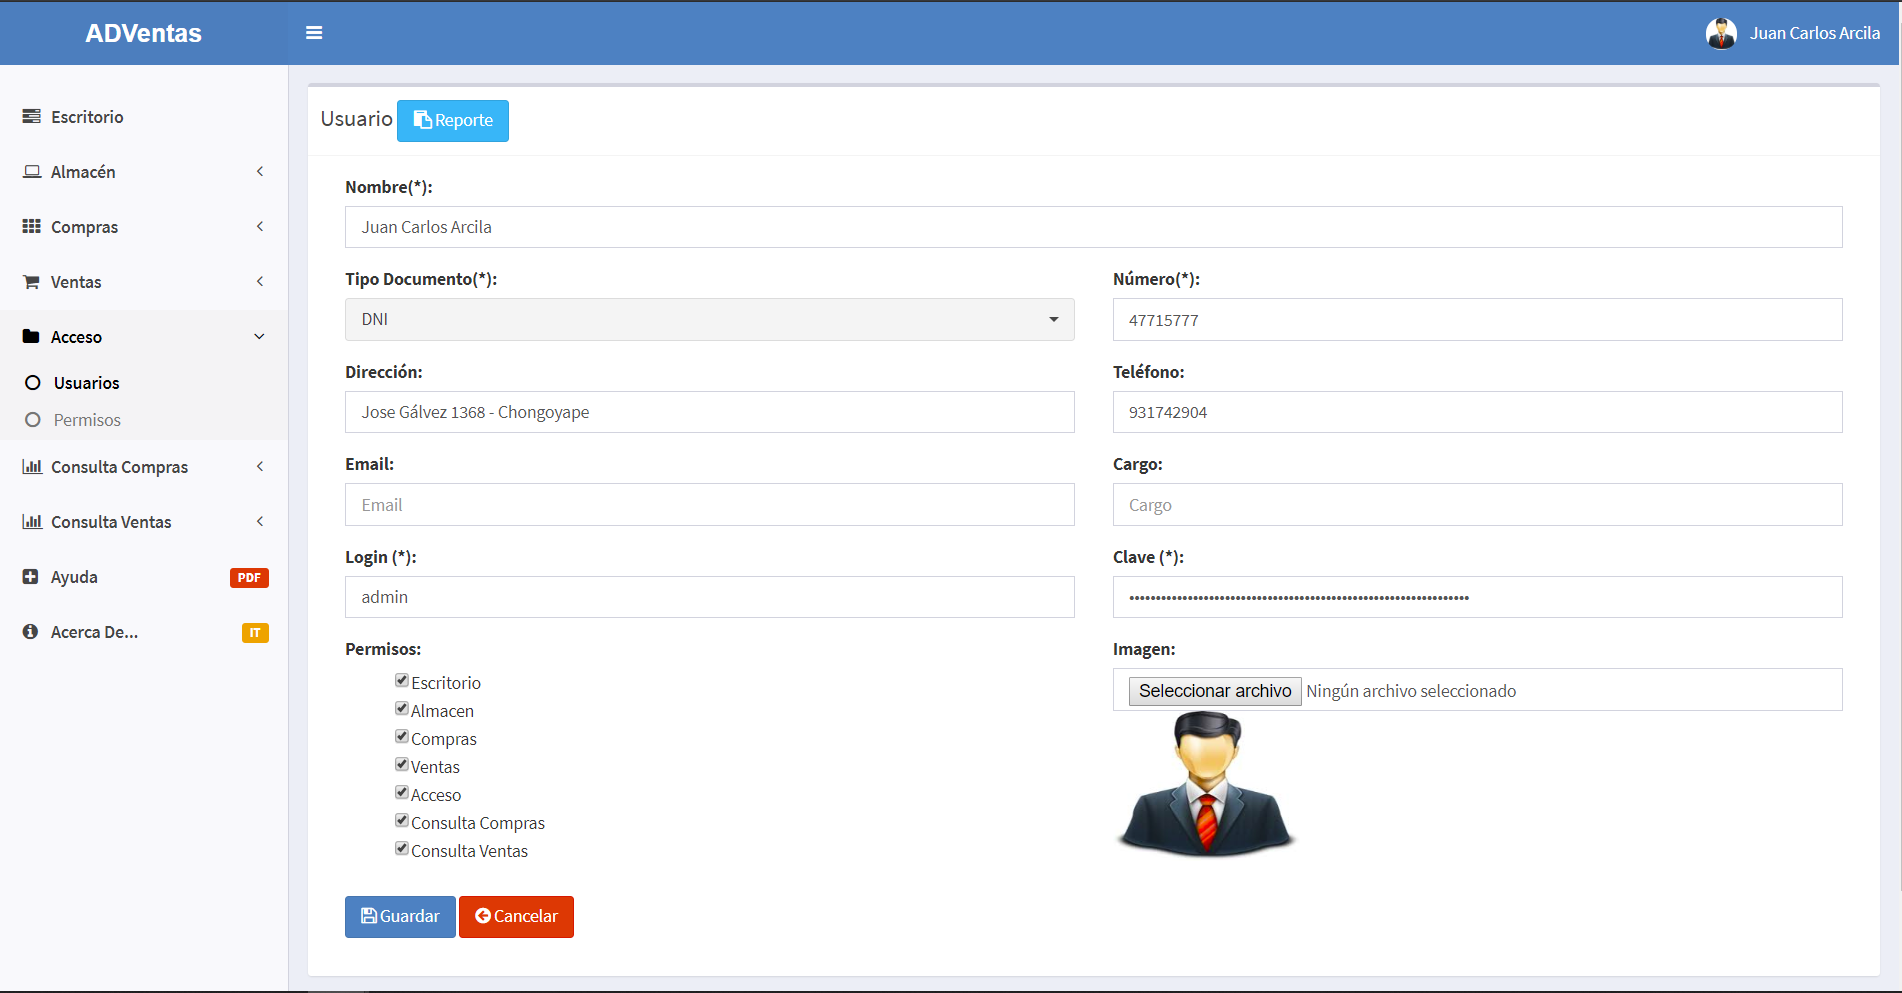 ADVentas
Juan Carlos Arcila
Escritorio
Almacén
Compras
Ventas
Acceso
Usuarios
Permisos
Consulta Compras
Consulta Ventas
Ayuda PDF
Acerca De... IT
Usuario Reporte
Nombre(*):
Juan Carlos Arcila
Tipo Documento(*):
DNI
Número(*):
47715777
Dirección:
Jose Gálvez 1368 - Chongoyape
Teléfono:
931742904
Email:
Email
Cargo:
Cargo
Login (*):
admin
Clave (*):
Permisos:
Escritorio
Almacen
Compras
Ventas
Acceso
Consulta Compras
Consulta Ventas
Imagen:
Seleccionar archivo Ningún archivo seleccionado
Guardar Cancelar